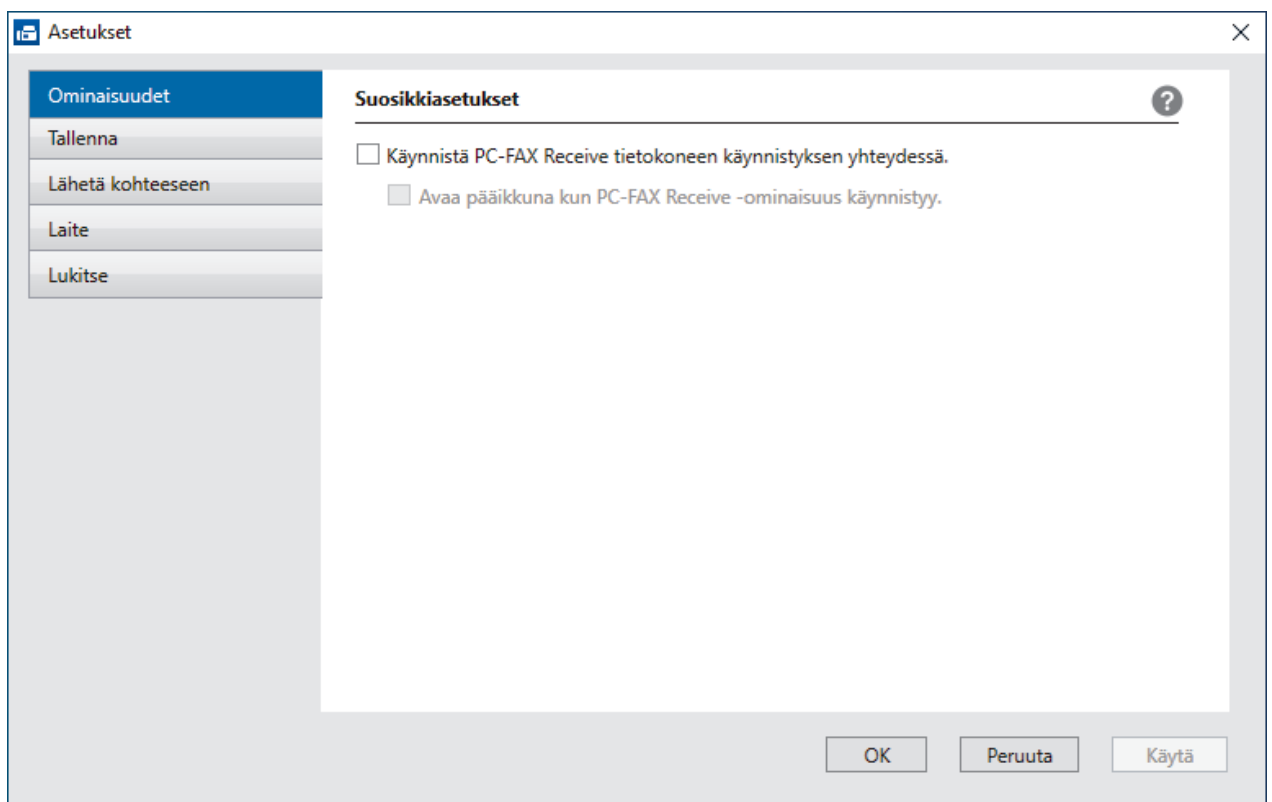 Asetukset
Ominaisuudet
Tallenna
Lähetä kohteeseen
Laite
Lukitse
Suosikkiasetukset
?
Käynnistä PC-FAX Receive tietokoneen käynnistyksen yhteydessä.
Avaa pääikkuna kun PC-FAX Receive -ominaisuus käynnistyy.
OK
Peruuta
Käytä